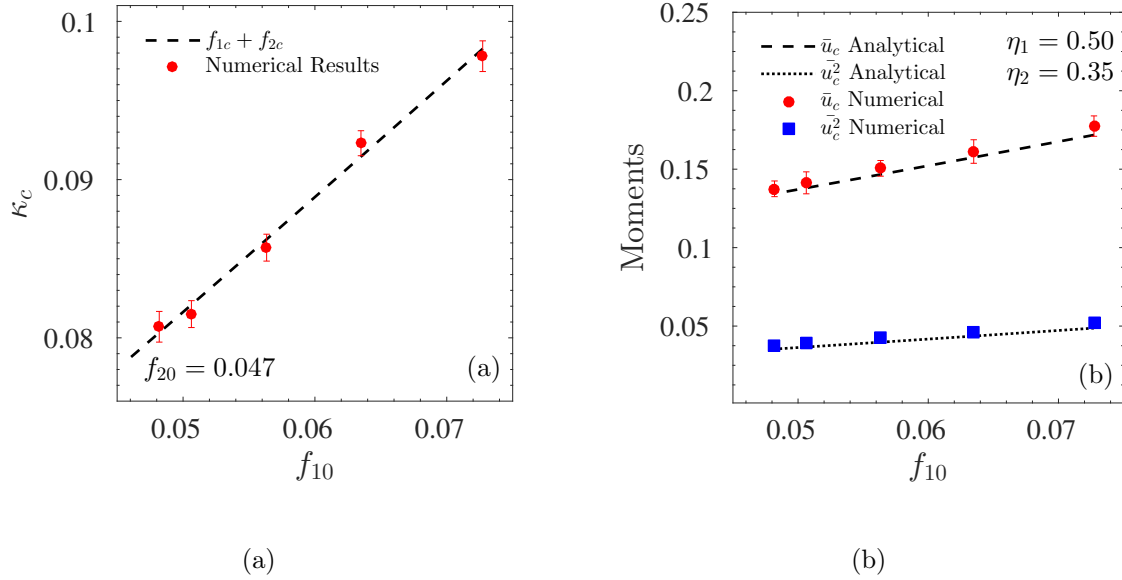 0.1
f₁c + f₂c
Numerical Results
0.09
κc
0.08
f₂₀ = 0.047
(a)
0.05 0.06 0.07
f₁₀
(a)
0.25
ūc Analytical
η₁ = 0.50
ū²c Analytical
η₂ = 0.35
0.2
ūc Numerical
ū²c Numerical
0.15
Moments
0.1
0.05
(b)
0.05 0.06 0.07
f₁₀
(b)